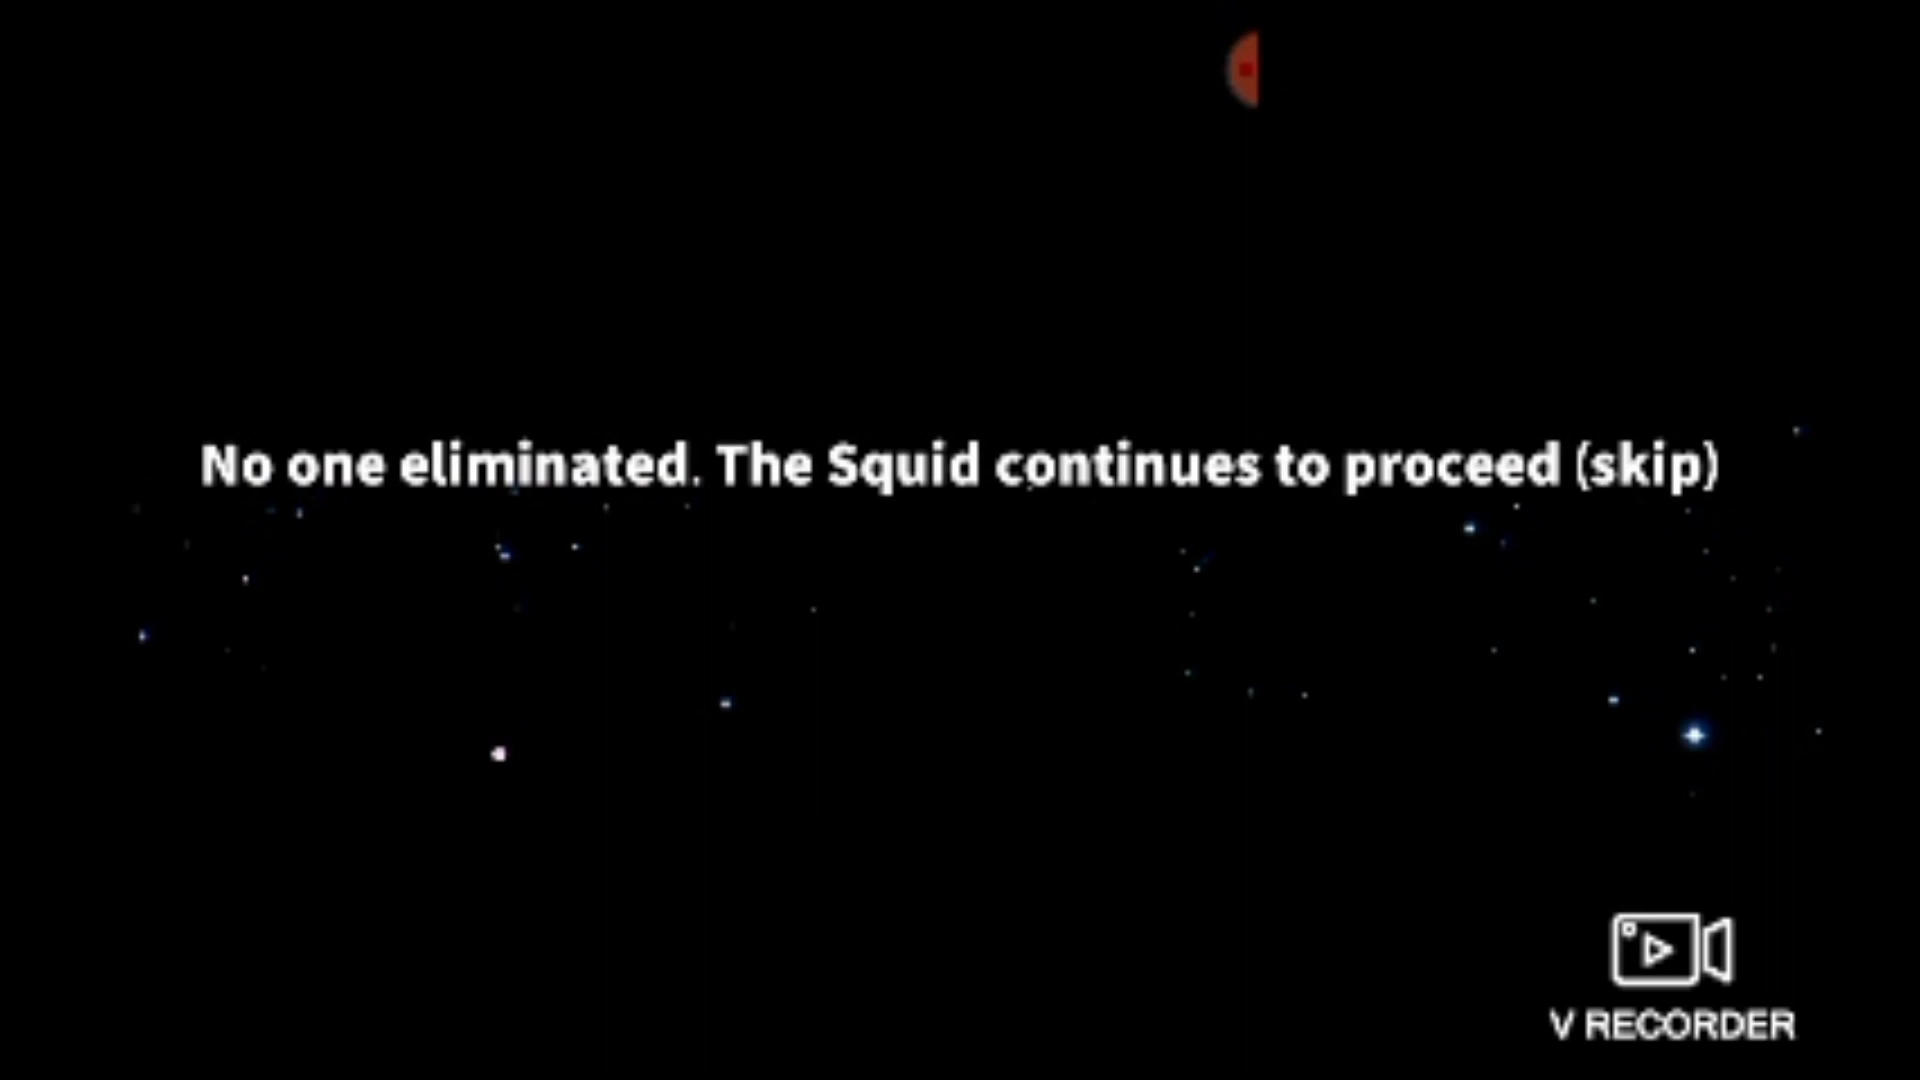 No one eliminated. The Squid continues to proceed (skip)
V RECORDER